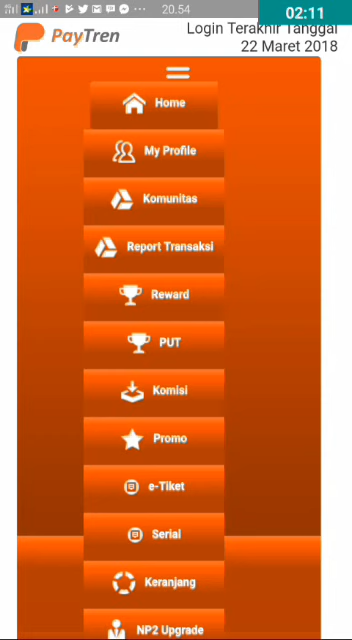 20.54
02:11
PayTren
Login Terakhir Tanggal
22 Maret 2018
Home
My Profile
Komunitas
Report Transaksi
Reward
PUT
Komisi
Promo
e-Tiket
Serial
Keranjang
NP2 Upgrade